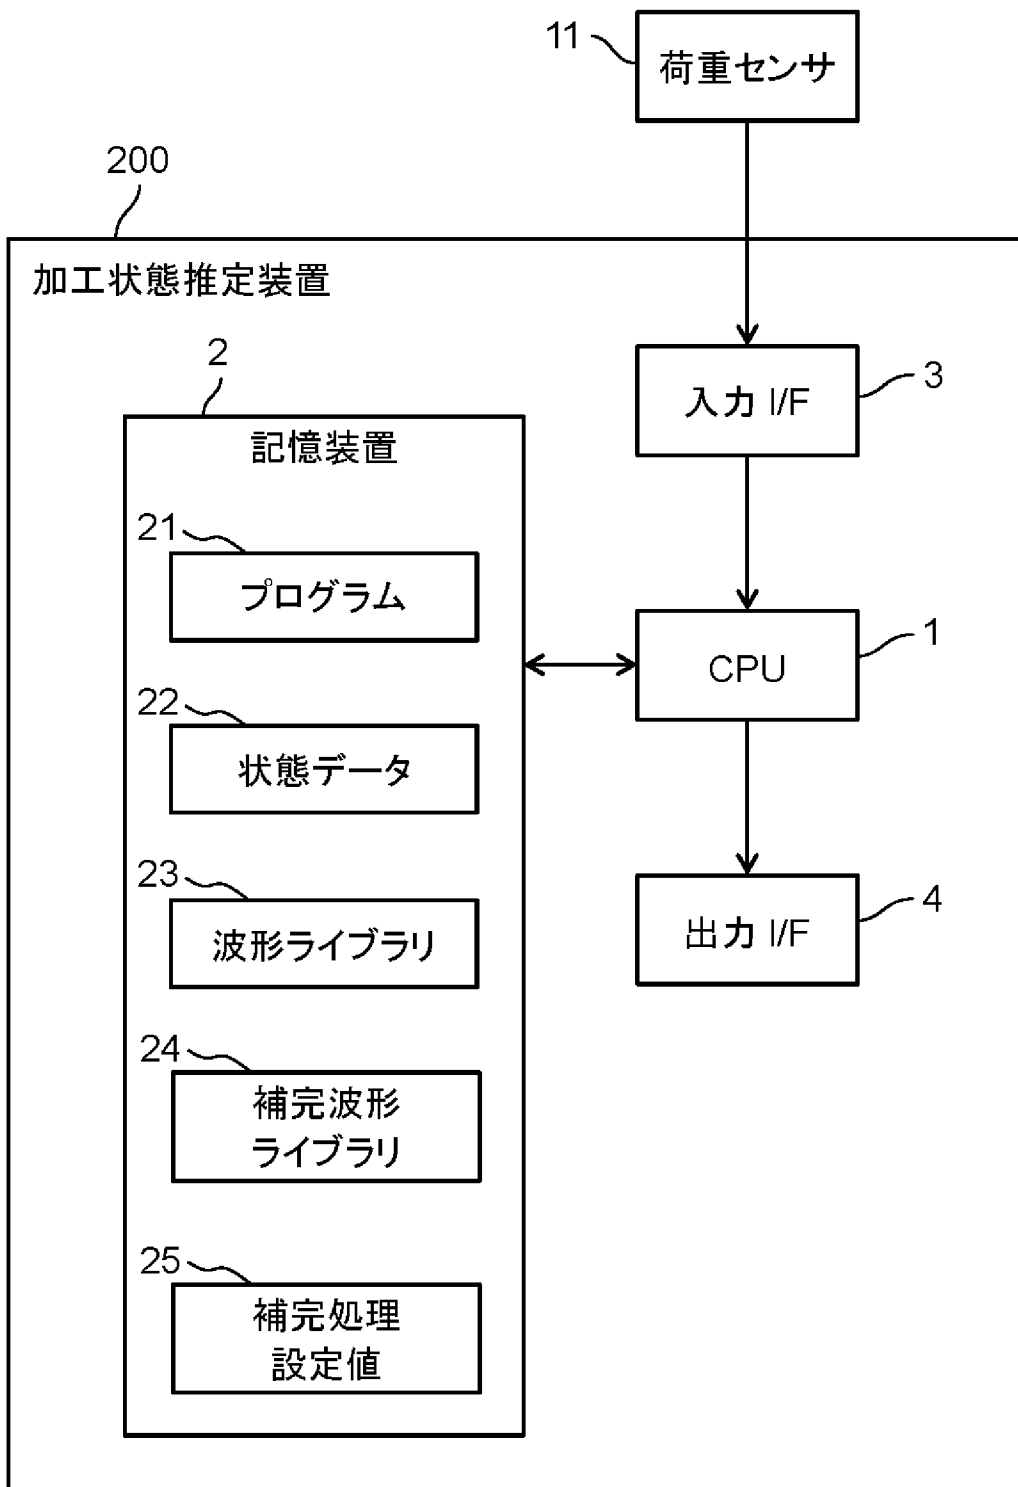 11
荷重センサ
200
加工状態推定装置
2
記憶装置
3
入力 I/F
21
プログラム
1
CPU
22
状態データ
23
波形ライブラリ
4
出力 I/F
24
補完波形
ライブラリ
25
補完処理
設定値